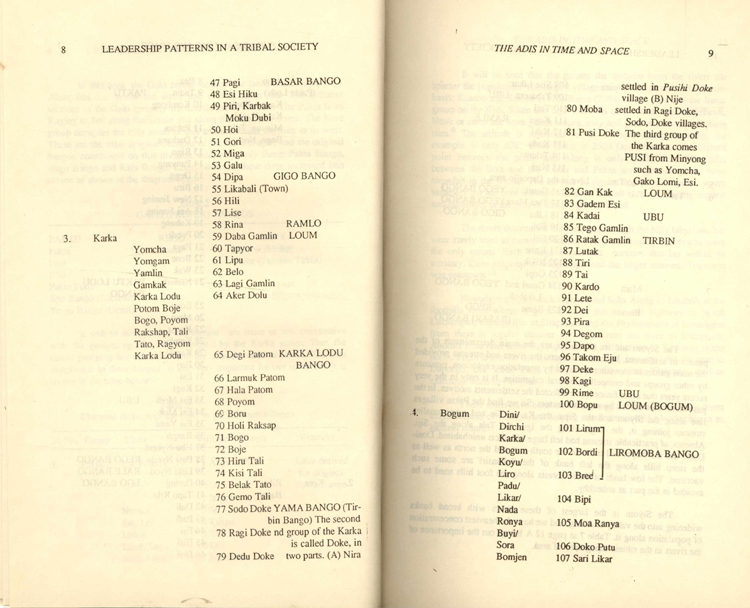 8 LEADERSHIP PATTERNS IN A TRIBAL SOCIETY
47 Pagi BASAR BANGO
48 Esi Hiku
49 Piri, Karbak
Moku Dubi
50 Hoi
51 Gori
52 Miga
53 Galu
54 Dipa GIGO BANGO
55 Likabali (Town)
56 Hili
57 Lise
58 Rina RAMLO
3. Karka 59 Daba Gamlin LOUM
Yomcha 60 Tapyor
Yomgam 61 Lipu
Yamlin 62 Belo
Gamkak 63 Lagi Gamlin
Karka Lodu 64 Aker Dolu
Potom Boje
Bogo, Poyom
Rakshap, Tali
Tato, Ragyom
Karka Lodu 65 Degi Patom KARKA LODU
BANGO
66 Larmuk Patom
67 Hala Patom
68 Poyom
69 Boru
70 Holi Raksap
71 Bogo
72 Boje
73 Hiru Tali
74 Kisi Tali
75 Belak Tato
76 Gemo Tali
77 Sodo Doke YAMA BANGO (Tir-
bin Bango) The second
78 Ragi Doke nd group of the Karka
is called Doke, in
79 Dedu Doke two parts. (A) Nira
THE ADIS IN TIME AND SPACE 9
settled in Pusihi Doke
village (B) Nije
80 Moba settled in Ragi Doke,
Sodo, Doke villages.
81 Pusi Doke The third group of
the Karka comes
PUSI from Minyong
such as Yomcha,
Gako Lomi, Esi.
82 Gan Kak LOUM
83 Gadem Esi
84 Kadai UBU
85 Tego Gamlin
86 Ratak Gamlin TIRBIN
87 Lutak
88 Tiri
89 Tai
90 Kardo
91 Lete
92 Dei
93 Pira
94 Degom
95 Dapo
96 Takom Eju
97 Deke
98 Kagi
99 Rime UBU
100 Bopu LOUM (BOGUM)
4. Bogum Dini/
Dirchi 101 Lirum
Karka/
Bogum 102 Bordi LIROMOBA BANGO
Koyu/
Liro 103 Bree
Padu/
Likar/ 104 Bipi
Nada
Ronya 105 Moa Ranya
Buyi/
Sora 106 Doko Putu
Bomjen 107 Sari Likar